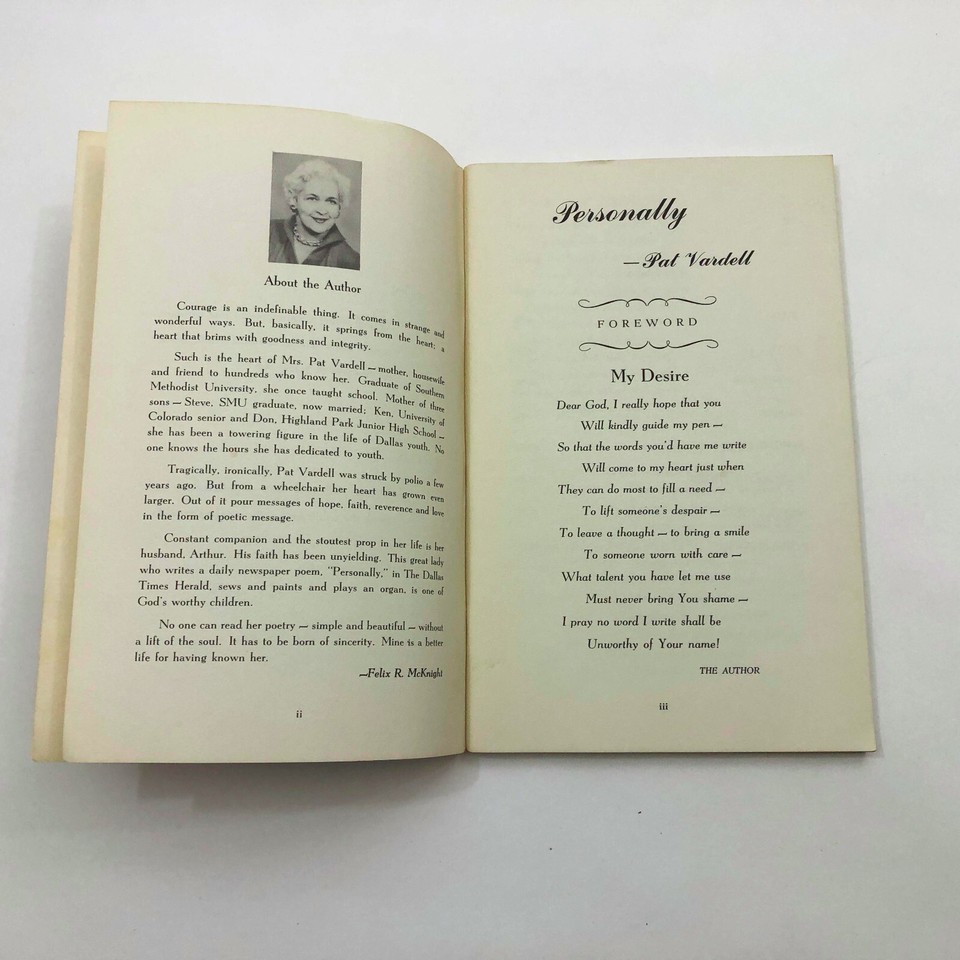 About the Author
Courage is an indefinable thing. It comes in strange and
wonderful ways. But, basically, it springs from the heart; a
heart that brims with goodness and integrity.
Such is the heart of Mrs. Pat Vardell — mother, housewife
and friend to hundreds who know her. Graduate of Southern
Methodist University, she once taught school. Mother of three
sons — Steve, SMU graduate, now married; Ken, University of
Colorado senior and Don, Highland Park Junior High School —
she has been a towering figure in the life of Dallas youth. No
one knows the hours she has dedicated to youth.
Tragically, ironically, Pat Vardell was struck by polio a few
years ago. But from a wheelchair her heart has grown even
larger. Out of it pour messages of hope, faith, reverence and love
in the form of poetic message.
Constant companion and the stoutest prop in her life is her
husband, Arthur. His faith has been unyielding. This great lady
who writes a daily newspaper poem, "Personally," in The Dallas
Times Herald, sews and paints and plays an organ, is one of
God's worthy children.
No one can read her poetry — simple and beautiful — without
a lift of the soul. It has to be born of sincerity. Mine is a better
life for having known her.
—Felix R. McKnight
ii
Personally
—Pat Vardell
FOREWORD
My Desire
Dear God, I really hope that you
Will kindly guide my pen —
So that the words you'd have me write
Will come to my heart just when
They can do most to fill a need —
To lift someone's despair —
To leave a thought — to bring a smile
To someone worn with care —
What talent you have let me use
Must never bring You shame —
I pray no word I write shall be
Unworthy of Your name!
THE AUTHOR
iii